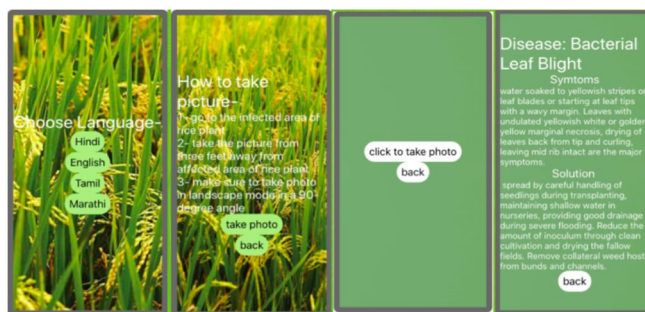 Choose Language-
Hindi
English
Tamil
Marathi
How to take
picture-
1- go to the infected area of
rice plant
2- take the picture from
three feet away from
affected area of rice plant
3- make sure to take photo
in landscape mode in a 90-
degree angle
take photo
back
click to take photo
back
Disease: Bacterial
Leaf Blight
Symtoms
water soaked to yellowish stripes on
leaf blades or starting at leaf tips
with a wavy margin. Leaves with
undulated yellowish white or golden
yellow marginal necrosis, drying of
leaves back from tip and curling,
leaving mid rib intact are the major
symptoms.
Solution
spread by careful handling of
seedlings during transplanting,
maintaining shallow water in
nurseries, providing good drainage
during severe flooding. Reduce the
amount of inoculum through clean
cultivation and drying the fallow
fields. Remove collateral weed host
from bunds and channels.
back